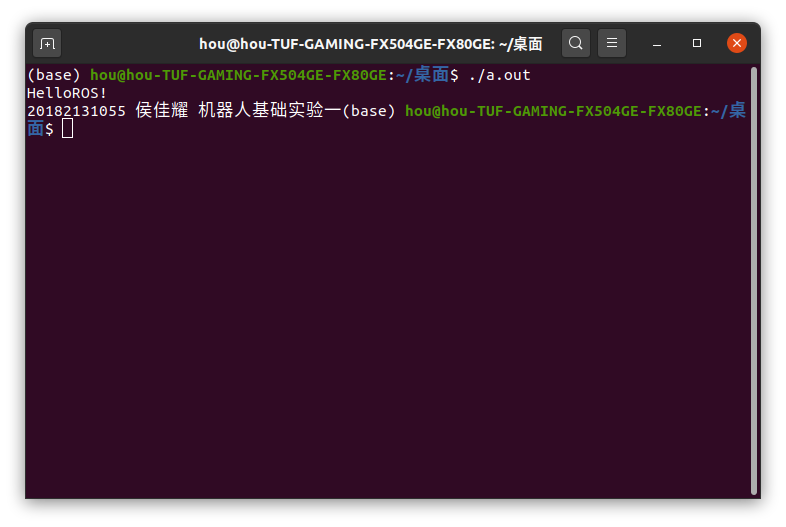 hou@hou-TUF-GAMING-FX504GE-FX80GE: ~/桌面
(base) hou@hou-TUF-GAMING-FX504GE-FX80GE:~/桌面$ ./a.out
HelloROS!
20182131055 侯佳耀 机器人基础实验一(base) hou@hou-TUF-GAMING-FX504GE-FX80GE:~/桌
面$